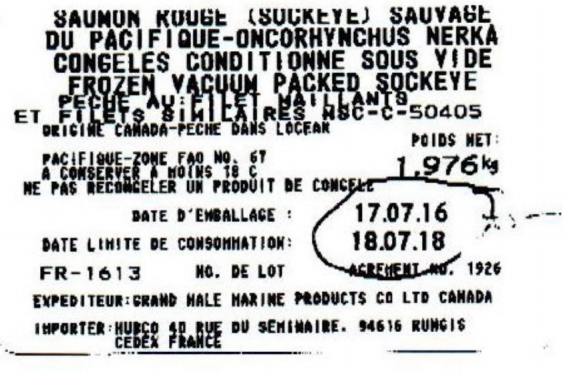 SAUMON ROUGE (SOCKEYE) SAUVAGE
DU PACIFIQUE-ONCORHYNCHUS NERKA
CONGELES CONDITIONNE SOUS VIDE
FROZEN VACUUM PACKED SOCKEYE
PECHE AU:FILET MAILLANTS
ET FILETS SIMILAIRES MSC-C-50405
ORIGINE CANADA-PECHE DANS LOCEAN
POIDS NET:
PACIFIQUE-ZONE FAO NO. 67
1,976kg
A CONSERVER A MOINS 18 C
NE PAS RECONGELER UN PRODUIT DE CONGELE
DATE D'EMBALLAGE : 17.07.16
DATE LIMITE DE CONSOMMATION: 18.07.18
FR-1613 NO. DE LOT AGREMENT NO. 1926
EXPEDITEUR:GRAND HALE MARINE PRODUCTS CO LTD CANADA
IMPORTER:HUBCO 40 RUE DU SEMINAIRE. 94616 RUNGIS
CEDEX FRANCE